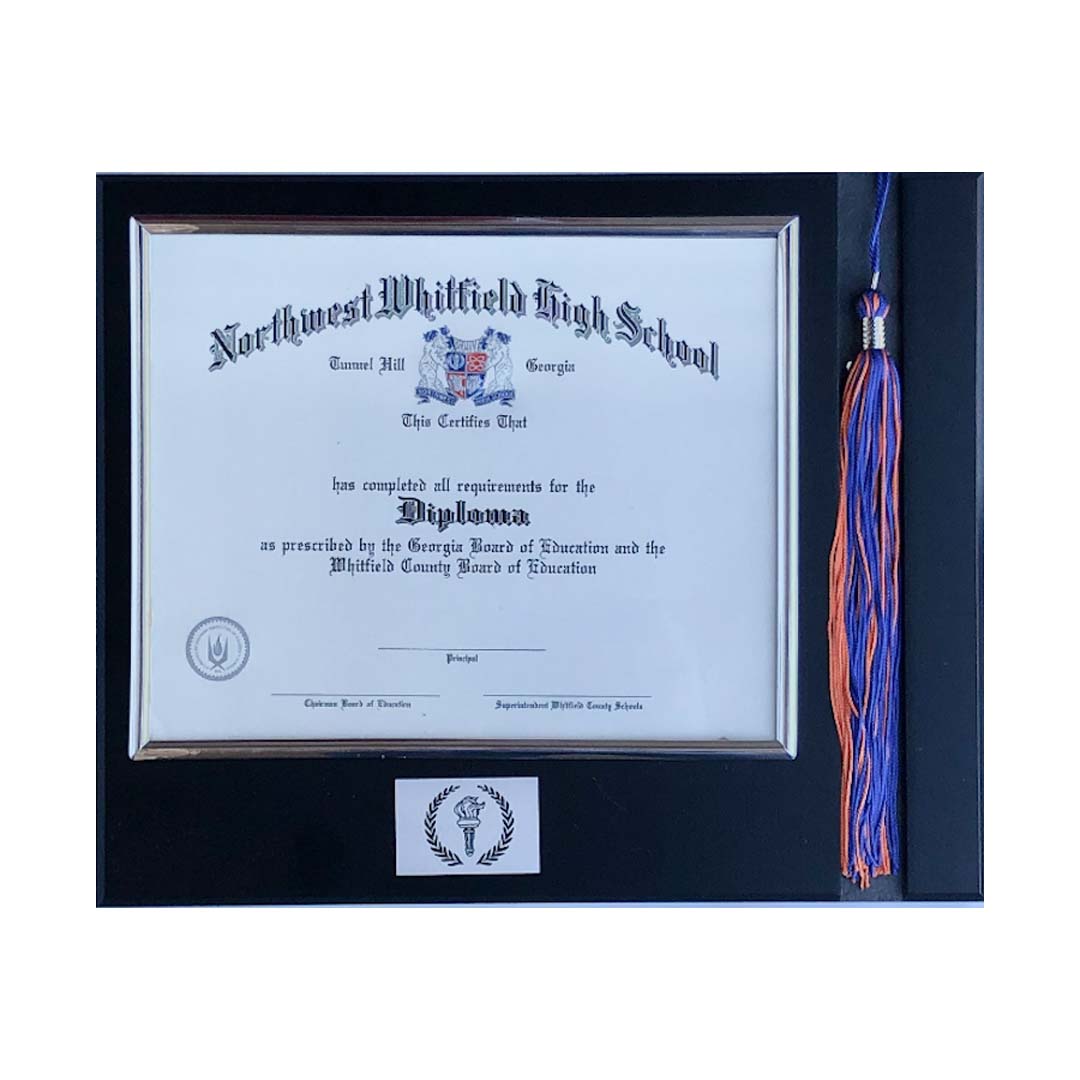 Northwest Whitfield High School
Tunnel Hill Georgia
This Certifies That
has completed all requirements for the
Diploma
as prescribed by the Georgia Board of Education and the
Whitfield County Board of Education
Principal
Chairman Board of Education
Superintendent Whitfield County Schools